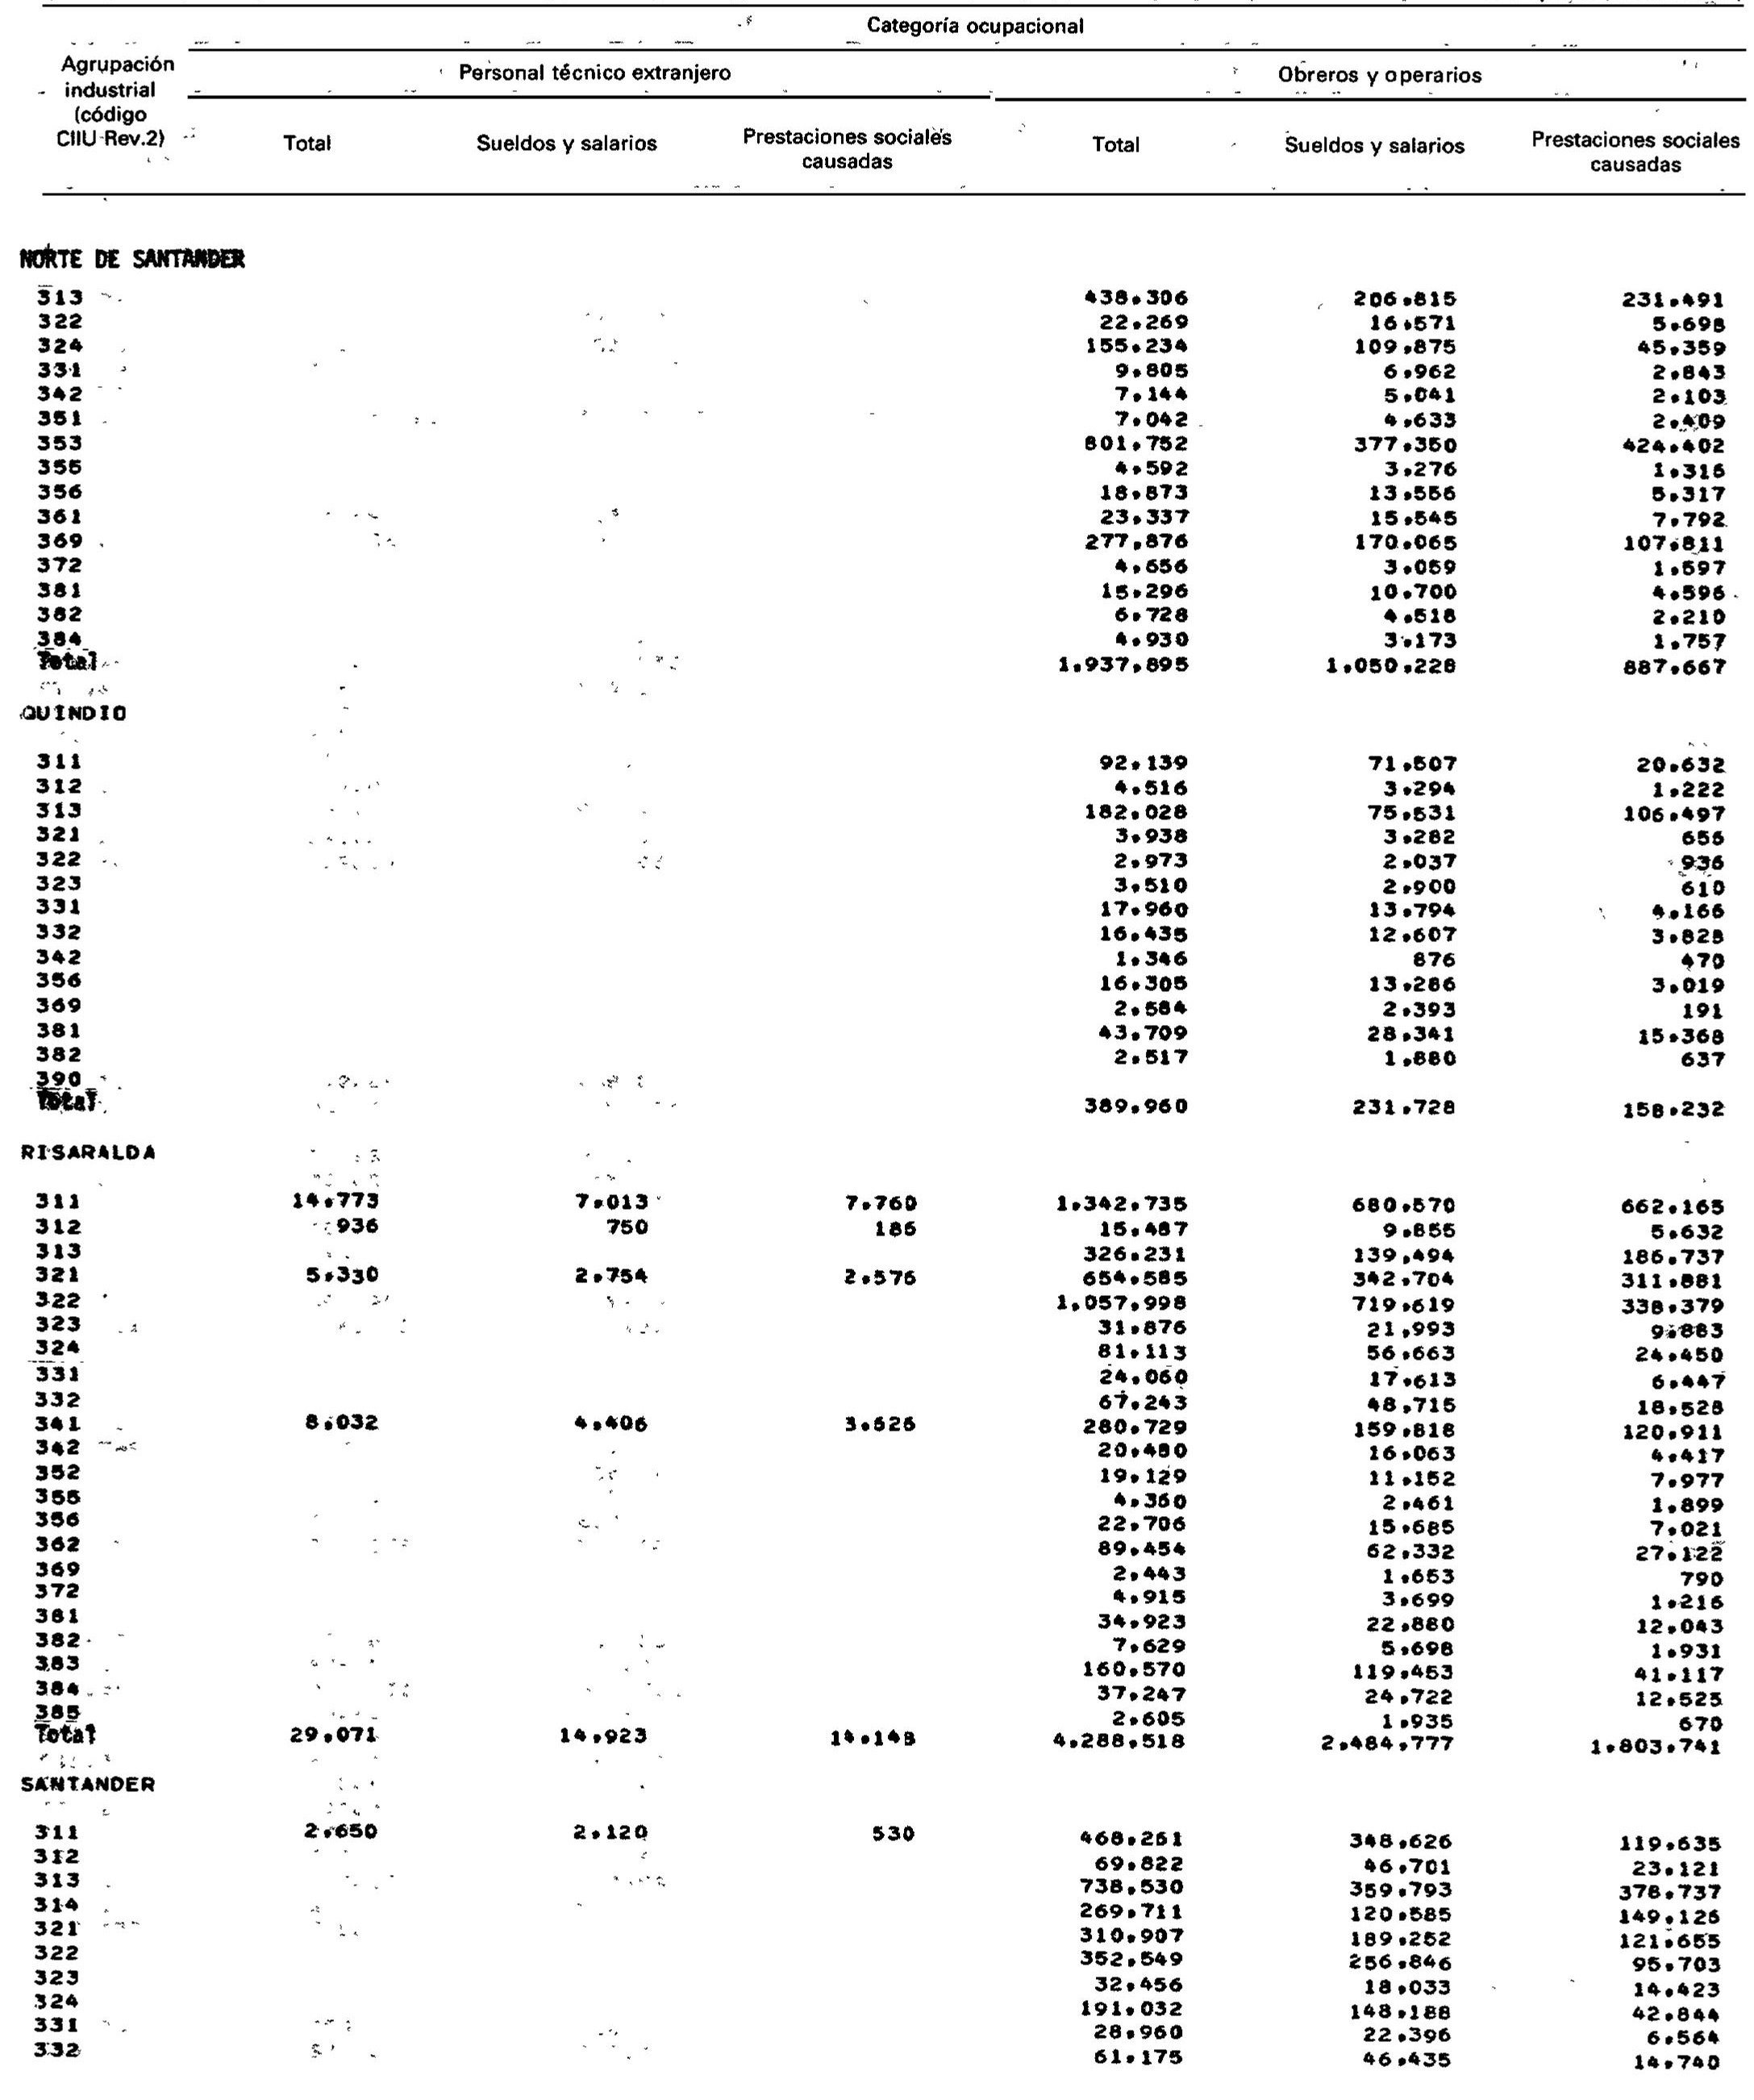 Categoría ocupacional
Agrupación industrial (código CIIU-Rev.2) Personal técnico extranjero Obreros y operarios
Total Sueldos y salarios Prestaciones sociales causadas Total Sueldos y salarios Prestaciones sociales causadas
NORTE DE SANTANDER
313 438.306 206.815 231.491
322 22.269 16.571 5.698
324 155.234 109.875 45.359
331 9.805 6.962 2.843
342 7.144 5.041 2.103
351 7.042 4.633 2.409
353 801.752 377.350 424.402
355 4.592 3.276 1.316
356 18.873 13.556 5.317
361 23.337 15.545 7.792
369 277.876 170.065 107.811
372 4.656 3.059 1.597
381 15.296 10.700 4.596
382 6.728 4.518 2.210
384 4.930 3.173 1.757
Total 1.937.895 1.050.228 887.667
QUINDIO
311 92.139 71.507 20.632
312 4.516 3.294 1.222
313 182.028 75.531 106.497
321 3.938 3.282 656
322 2.973 2.037 936
323 3.510 2.900 610
331 17.960 13.794 4.166
332 16.435 12.607 3.828
342 1.346 876 470
356 16.305 13.286 3.019
369 2.584 2.393 191
381 43.709 28.341 15.368
382 2.517 1.880 637
390
Total 389.960 231.728 158.232
RISARALDA
311 14.773 7.013 7.760 1.342.735 680.570 662.165
312 936 750 186 15.487 9.855 5.632
313 326.231 139.494 186.737
321 5.330 2.754 2.576 654.585 342.704 311.881
322 1.057.998 719.619 338.379
323 31.876 21.993 9.883
324 81.113 56.663 24.450
331 24.060 17.613 6.447
332 67.243 48.715 18.528
341 8.032 4.406 3.626 280.729 159.818 120.911
342 20.480 16.063 4.417
352 19.129 11.152 7.977
355 4.360 2.461 1.899
356 22.706 15.685 7.021
362 89.454 62.332 27.122
369 2.443 1.653 790
372 4.915 3.699 1.216
381 34.923 22.880 12.043
382 7.629 5.698 1.931
383 160.570 119.453 41.117
384 37.247 24.722 12.525
385 2.605 1.935 670
Total 29.071 14.923 14.148 4.288.518 2.484.777 1.803.741
SANTANDER
311 2.650 2.120 530 468.261 348.626 119.635
312 69.822 46.701 23.121
313 738.530 359.793 378.737
314 269.711 120.585 149.126
321 310.907 189.252 121.655
322 352.549 256.846 95.703
323 32.456 18.033 14.423
324 191.032 148.188 42.844
331 28.960 22.396 6.564
332 61.175 46.435 14.740